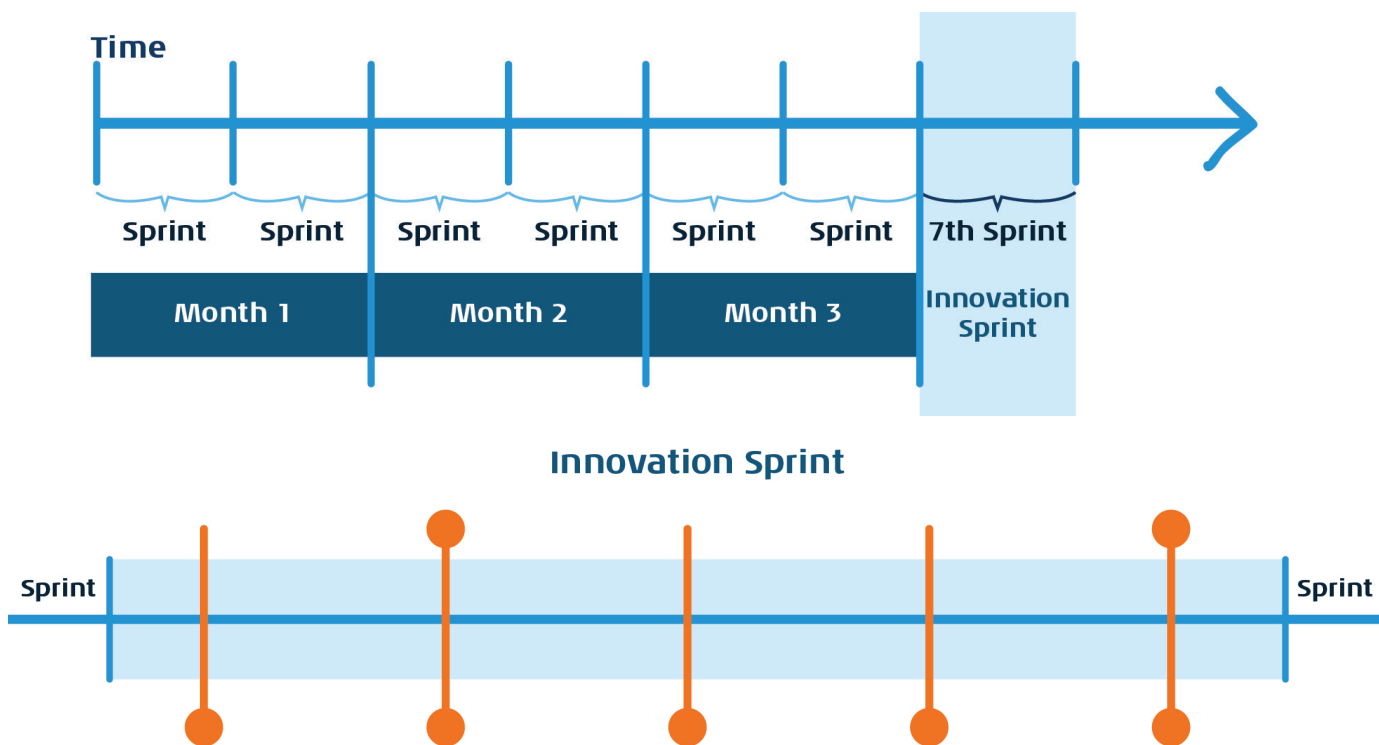 Time
Sprint Sprint Sprint Sprint Sprint Sprint 7th Sprint
Month 1 Month 2 Month 3 Innovation
Sprint
Innovation Sprint
Sprint Sprint